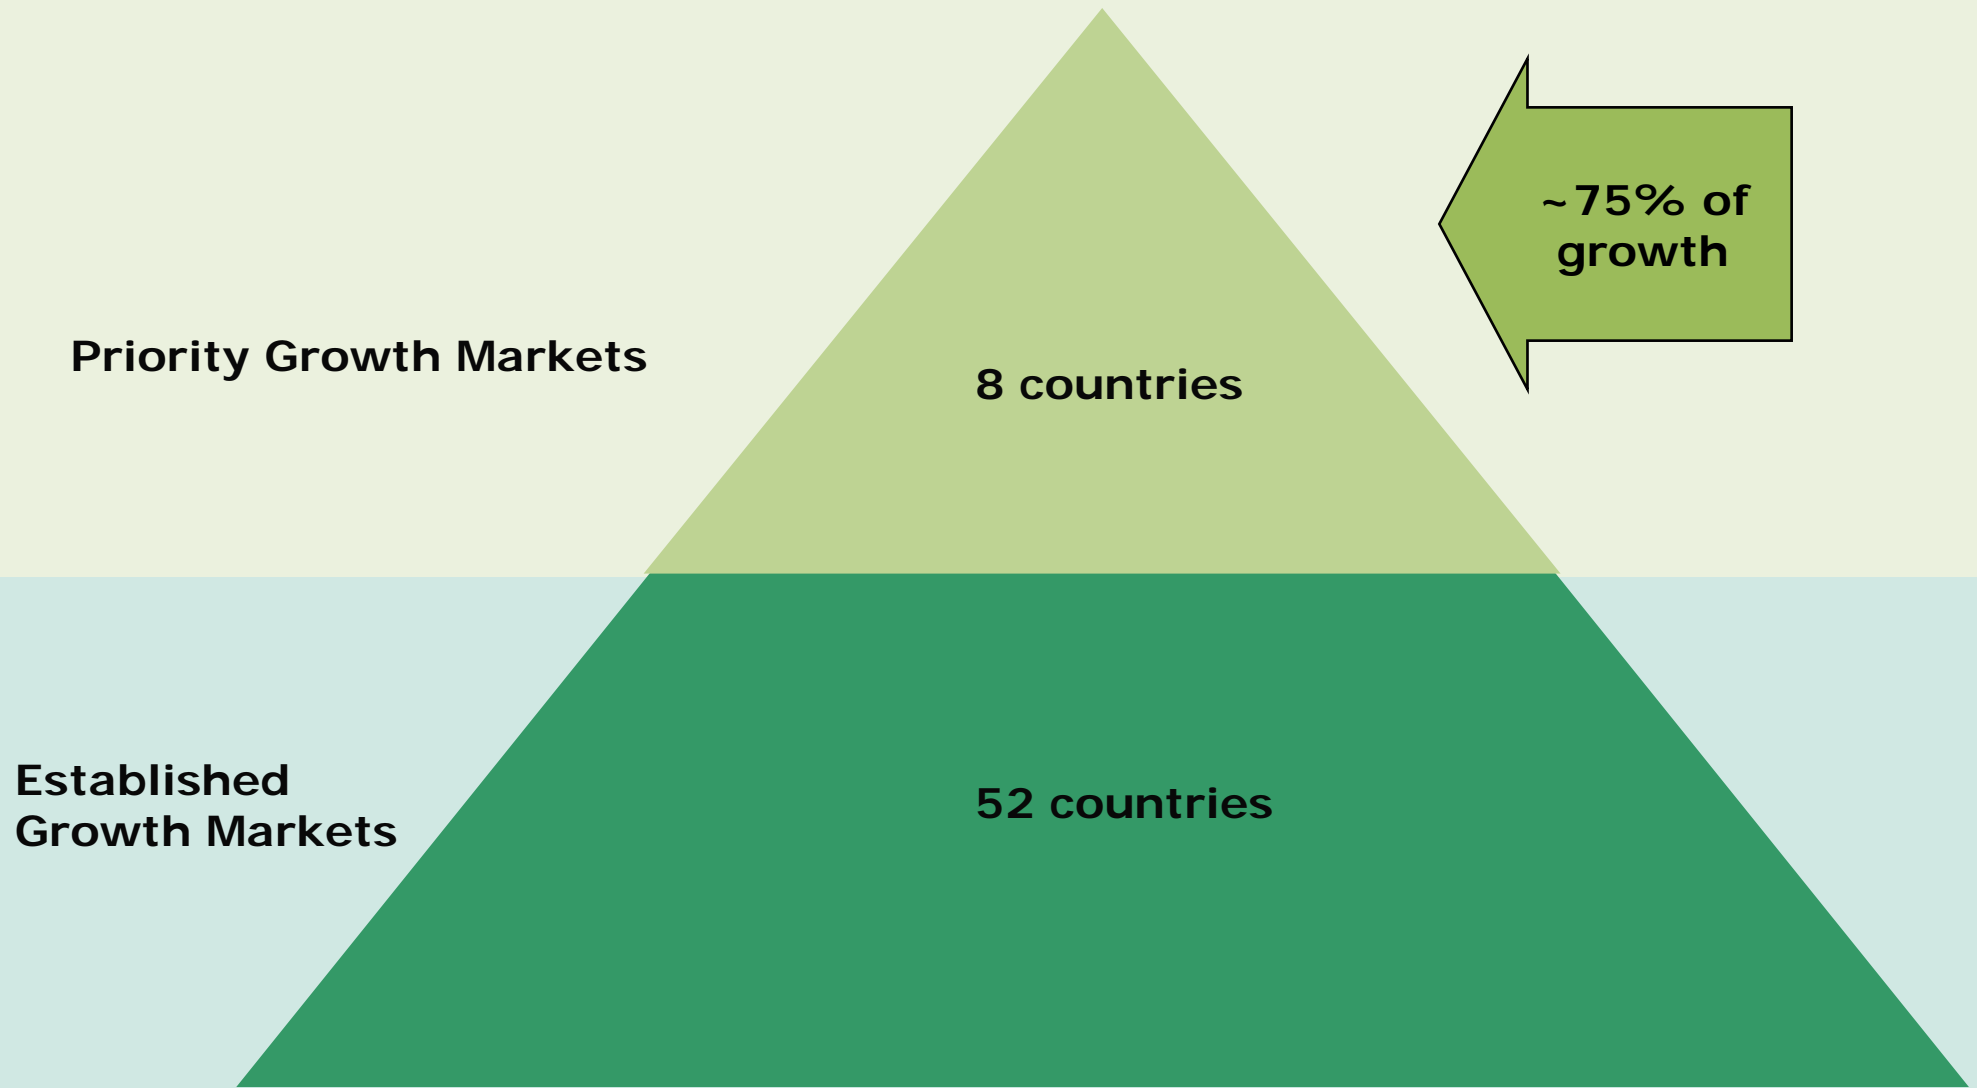 ~75% of
growth
Priority Growth Markets
8 countries
Established
Growth Markets
52 countries